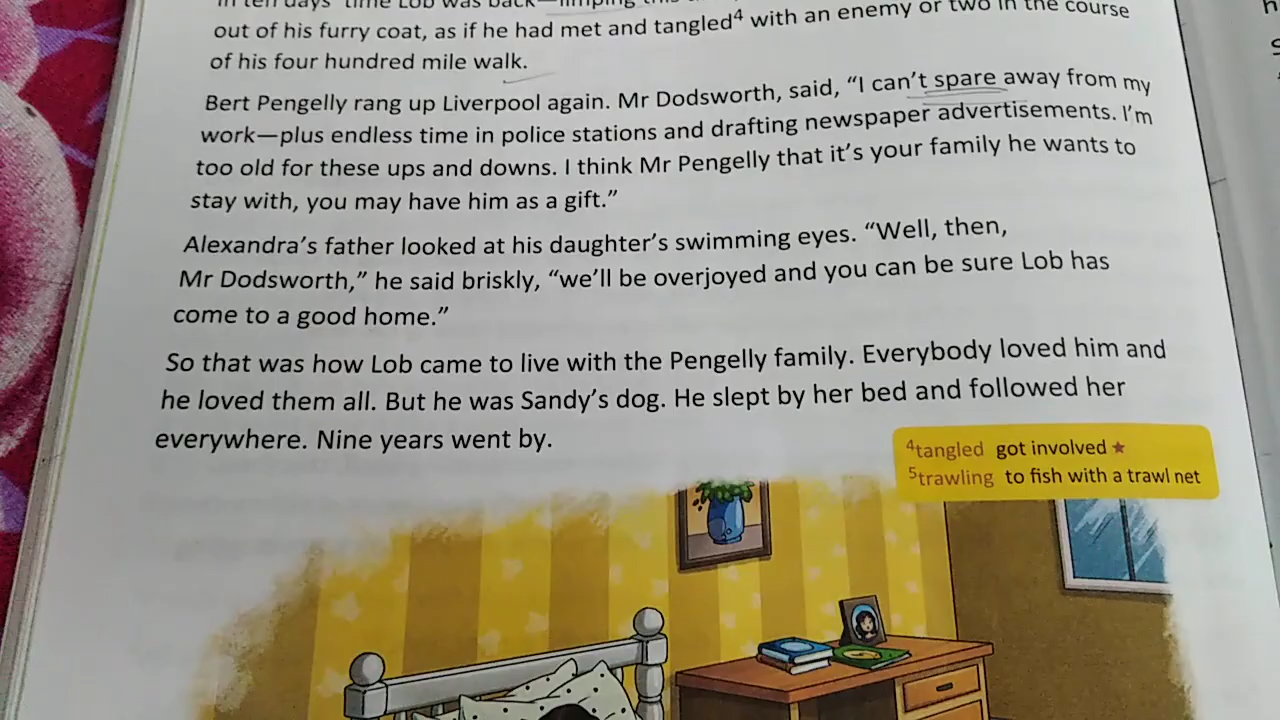 In ten days' time Lob was back—limping
out of his furry coat, as if he had met and tangled⁴ with an enemy or two in the course
of his four hundred mile walk.
Bert Pengelly rang up Liverpool again. Mr Dodsworth, said, “I can't spare away from my
work—plus endless time in police stations and drafting newspaper advertisements. I'm
too old for these ups and downs. I think Mr Pengelly that it's your family he wants to
stay with, you may have him as a gift.”
Alexandra's father looked at his daughter's swimming eyes. “Well, then,
Mr Dodsworth,” he said briskly, “we'll be overjoyed and you can be sure Lob has
come to a good home.”
So that was how Lob came to live with the Pengelly family. Everybody loved him and
he loved them all. But he was Sandy's dog. He slept by her bed and followed her
everywhere. Nine years went by.
⁴tangled got involved ★
⁵trawling to fish with a trawl net